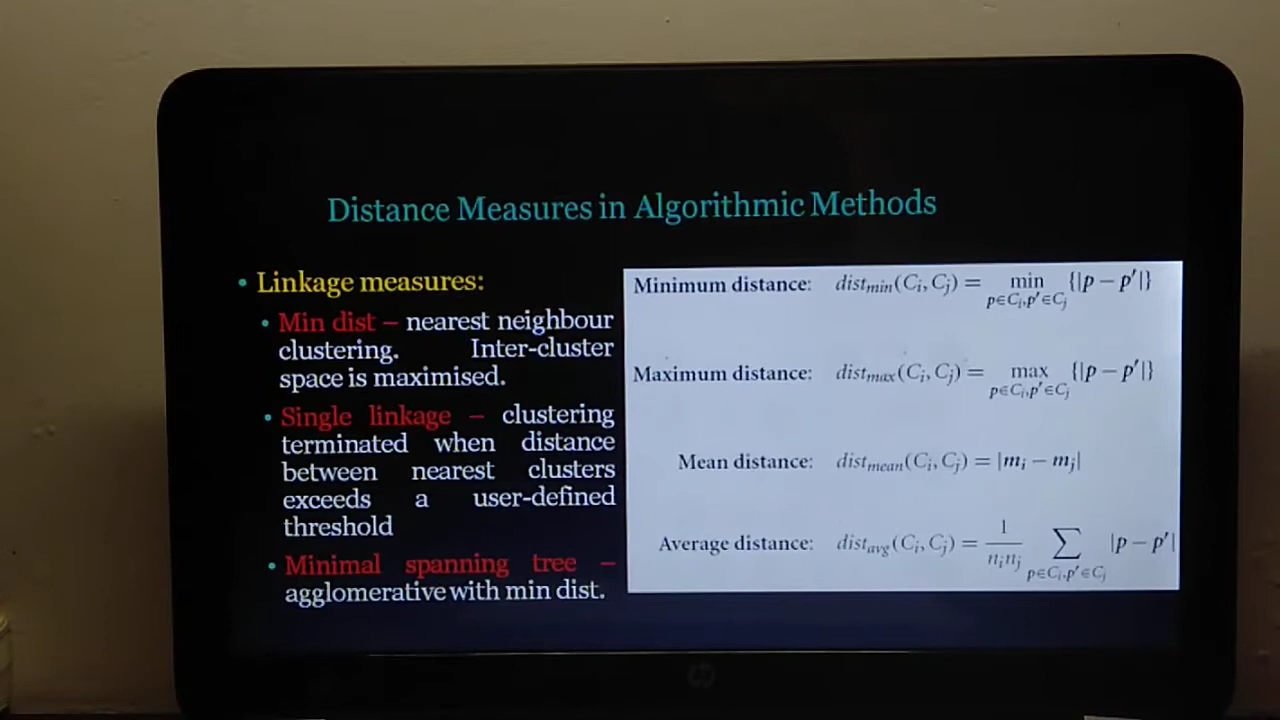 Distance Measures in Algorithmic Methods
• Linkage measures:
• Min dist – nearest neighbour
clustering. Inter-cluster
space is maximised.
• Single linkage – clustering
terminated when distance
between nearest clusters
exceeds a user-defined
threshold
• Minimal spanning tree –
agglomerative with min dist.
Minimum distance: dist_min(C_i, C_j) = min_{p∈C_i, p′∈C_j} {|p − p′|}
Maximum distance: dist_max(C_i, C_j) = max_{p∈C_i, p′∈C_j} {|p − p′|}
Mean distance: dist_mean(C_i, C_j) = |m_i − m_j|
Average distance: dist_avg(C_i, C_j) = 1/(n_i n_j) ∑_{p∈C_i, p′∈C_j} |p − p′|
hp